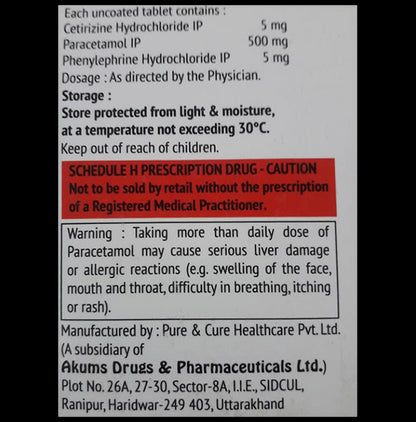 Each uncoated tablet contains :
Cetirizine Hydrochloride IP 5 mg
Paracetamol IP 500 mg
Phenylephrine Hydrochloride IP 5 mg
Dosage : As directed by the Physician.
Storage :
Store protected from light & moisture,
at a temperature not exceeding 30°C.
Keep out of reach of children.
SCHEDULE H PRESCRIPTION DRUG - CAUTION
Not to be sold by retail without the prescription
of a Registered Medical Practitioner.
Warning : Taking more than daily dose of
Paracetamol may cause serious liver damage
or allergic reactions (e.g. swelling of the face,
mouth and throat, difficulty in breathing, itching
or rash).
Manufactured by : Pure & Cure Healthcare Pvt. Ltd.
(A subsidiary of
Akums Drugs & Pharmaceuticals Ltd.)
Plot No. 26A, 27-30, Sector-8A, I.I.E., SIDCUL,
Ranipur, Haridwar-249 403, Uttarakhand